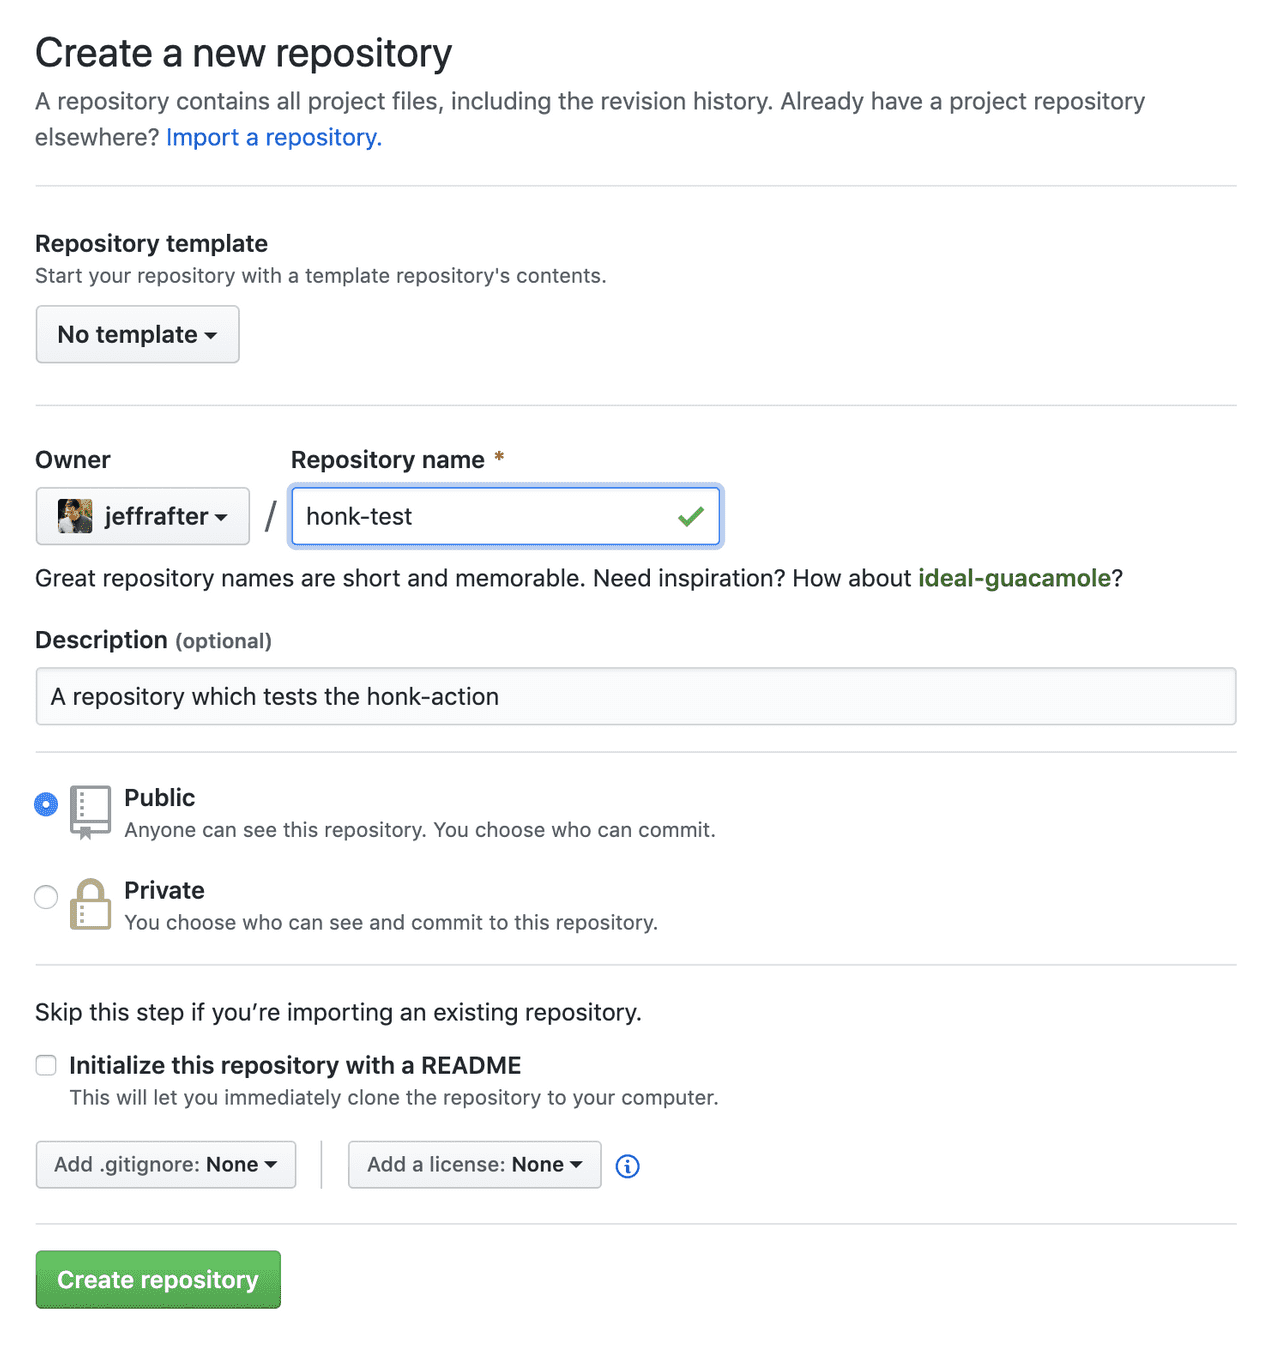 Create a new repository
A repository contains all project files, including the revision history. Already have a project repository
elsewhere? Import a repository.
Repository template
Start your repository with a template repository's contents.
No template
Owner
Repository name *
jeffrafter
/
honk-test
Great repository names are short and memorable. Need inspiration? How about ideal-guacamole?
Description (optional)
A repository which tests the honk-action
Public
Anyone can see this repository. You choose who can commit.
Private
You choose who can see and commit to this repository.
Skip this step if you’re importing an existing repository.
Initialize this repository with a README
This will let you immediately clone the repository to your computer.
Add .gitignore: None
Add a license: None
Create repository